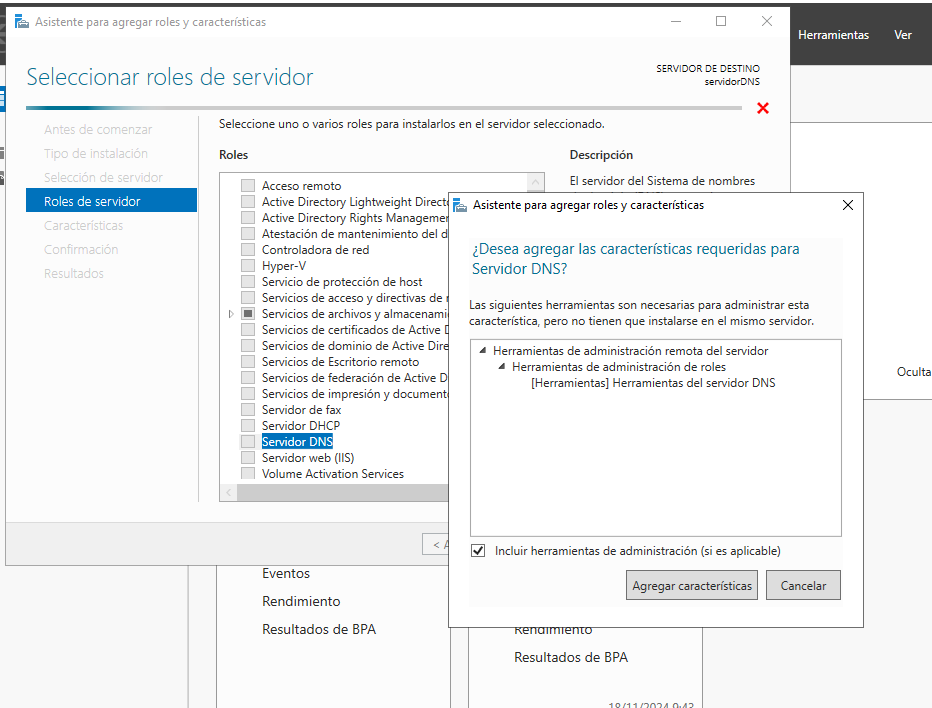 Asistente para agregar roles y características
Herramientas
Ver
Seleccionar roles de servidor
SERVIDOR DE DESTINO
servidorDNS
Antes de comenzar
Tipo de instalación
Selección de servidor
Roles de servidor
Características
Confirmación
Resultados
Seleccione uno o varios roles para instalarlos en el servidor seleccionado.
Roles
Acceso remoto
Active Directory Lightweight Directo
Active Directory Rights Managemen
Atestación de mantenimiento del d
Controladora de red
Hyper-V
Servicio de protección de host
Servicios de acceso y directivas de r
Servicios de archivos y almacenami
Servicios de certificados de Active D
Servicios de dominio de Active Dire
Servicios de Escritorio remoto
Servicios de federación de Active D
Servicios de impresión y documento
Servidor de fax
Servidor DHCP
Servidor DNS
Servidor web (IIS)
Volume Activation Services
Descripción
El servidor del Sistema de nombres
< A
Asistente para agregar roles y características
¿Desea agregar las características requeridas para
Servidor DNS?
Las siguientes herramientas son necesarias para administrar esta
característica, pero no tienen que instalarse en el mismo servidor.
Herramientas de administración remota del servidor
Herramientas de administración de roles
[Herramientas] Herramientas del servidor DNS
Incluir herramientas de administración (si es aplicable)
Agregar características
Cancelar
Oculta
Eventos
Rendimiento
Resultados de BPA
Rendimiento
Resultados de BPA
18/11/2024 9:43